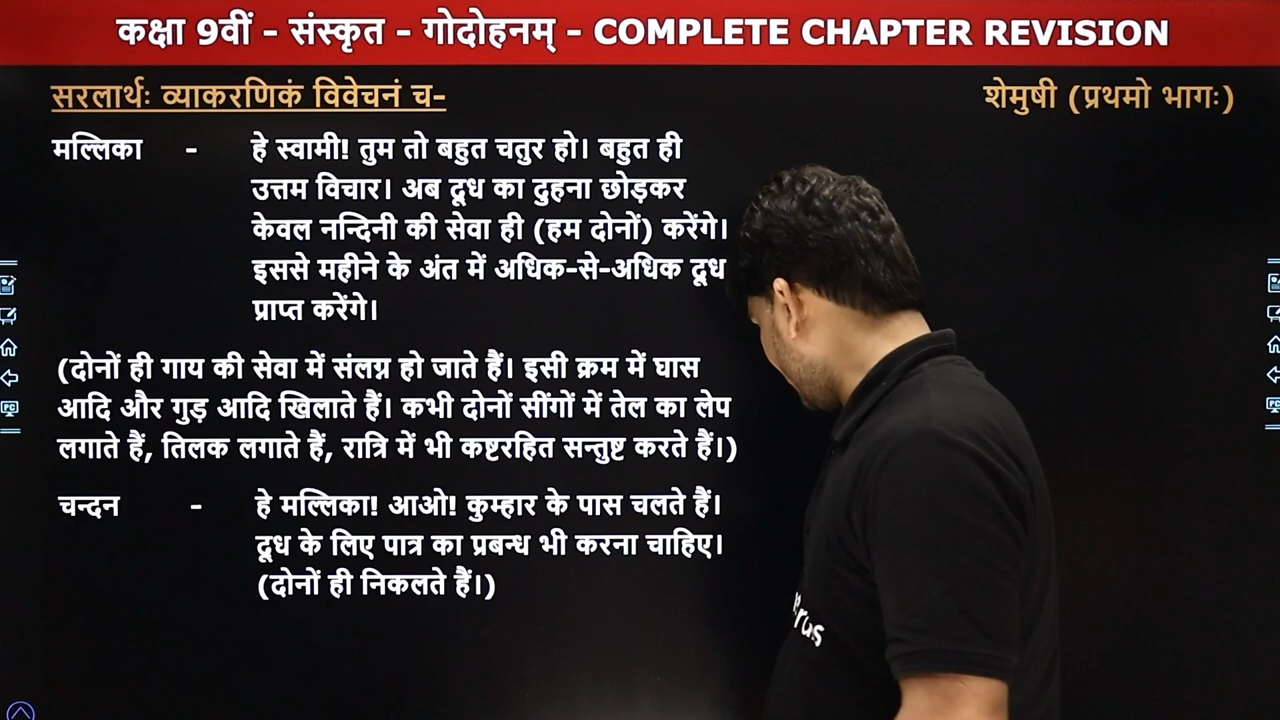 कक्षा 9वीं - संस्कृत - गोदोहनम् - COMPLETE CHAPTER REVISION
सरलार्थः व्याकरणिकं विवेचनं च-
शेमुषी (प्रथमो भागः)
मल्लिका - हे स्वामी! तुम तो बहुत चतुर हो। बहुत ही
उत्तम विचार। अब दूध का दुहना छोड़कर
केवल नन्दिनी की सेवा ही (हम दोनों) करेंगे।
इससे महीने के अंत में अधिक-से-अधिक दूध
प्राप्त करेंगे।
(दोनों ही गाय की सेवा में संलग्न हो जाते हैं। इसी क्रम में घास
आदि और गुड़ आदि खिलाते हैं। कभी दोनों सींगों में तेल का लेप
लगाते हैं, तिलक लगाते हैं, रात्रि में भी कष्टरहित सन्तुष्ट करते हैं।)
चन्दन - हे मल्लिका! आओ! कुम्हार के पास चलते हैं।
दूध के लिए पात्र का प्रबन्ध भी करना चाहिए।
(दोनों ही निकलते हैं।)